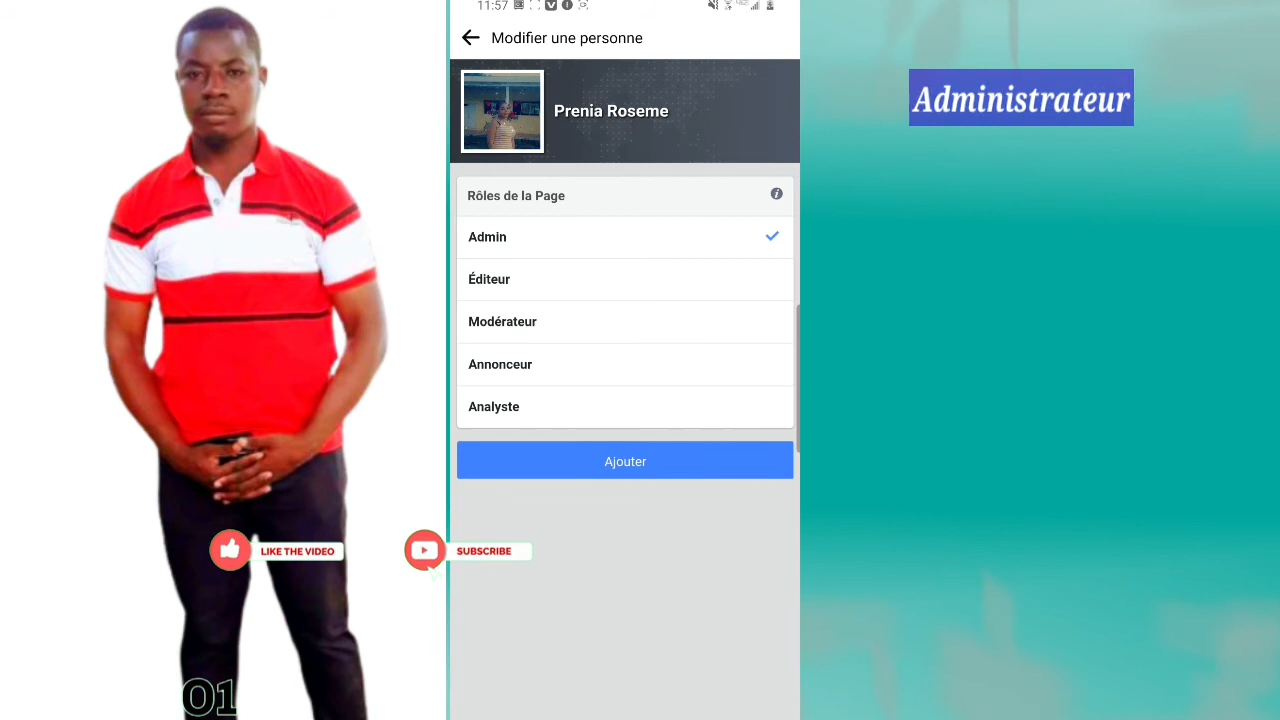 11:57
Modifier une personne
Prenia Roseme
Rôles de la Page
Admin
Éditeur
Modérateur
Annonceur
Analyste
Ajouter
Administrateur
LIKE THE VIDEO
SUBSCRIBE
01